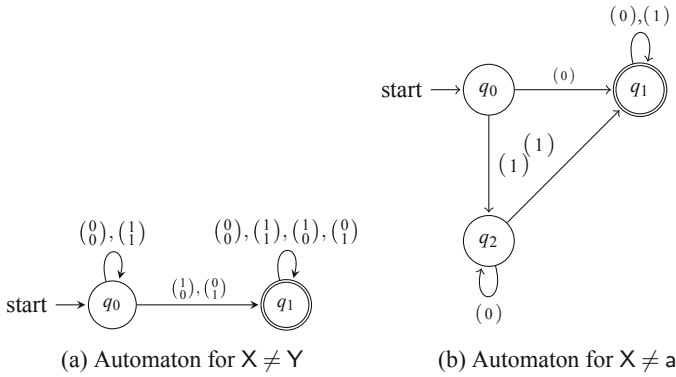 (0),(1)
start
q₀
(0)
q₁
(1)
(1)
q₂
(0)
(0 0),(1 1)
(0 0),(1 1),(1 0),(0 1)
start
q₀
(1 0),(0 1)
q₁
(a) Automaton for X ≠ Y
(b) Automaton for X ≠ a